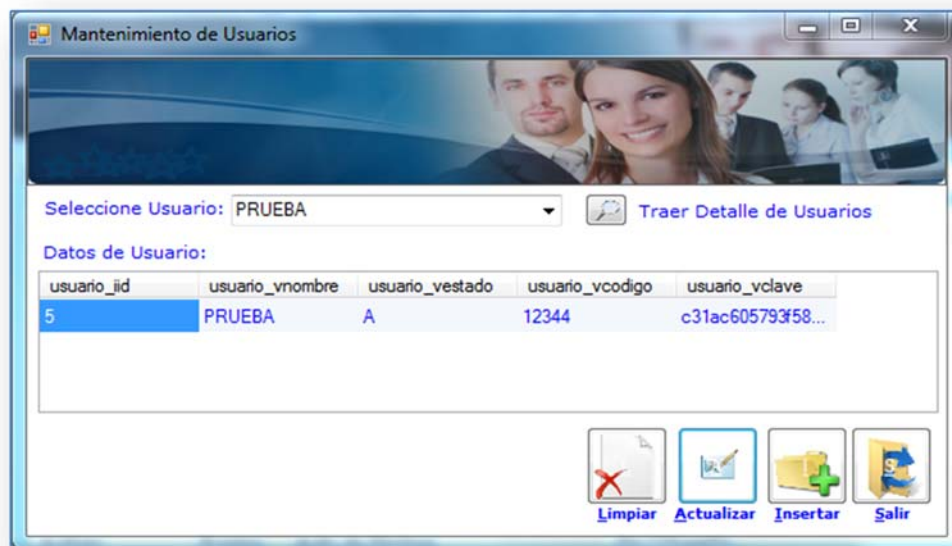 Mantenimiento de Usuarios
Seleccione Usuario: PRUEBA Traer Detalle de Usuarios
Datos de Usuario:
usuario_iid usuario_vnombre usuario_vestado usuario_vcodigo usuario_vclave
5 PRUEBA A 12344 c31ac605793f58...
Limpiar Actualizar Insertar Salir